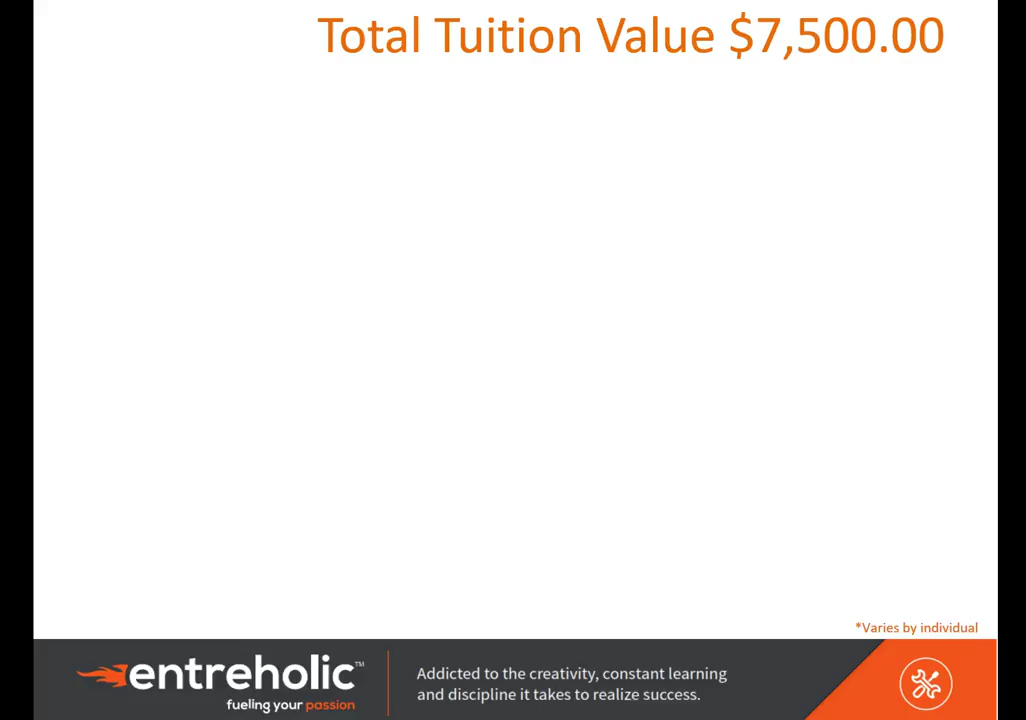 Total Tuition Value $7,500.00
*Varies by individual
entreholic™
fueling your passion
Addicted to the creativity, constant learning
and discipline it takes to realize success.